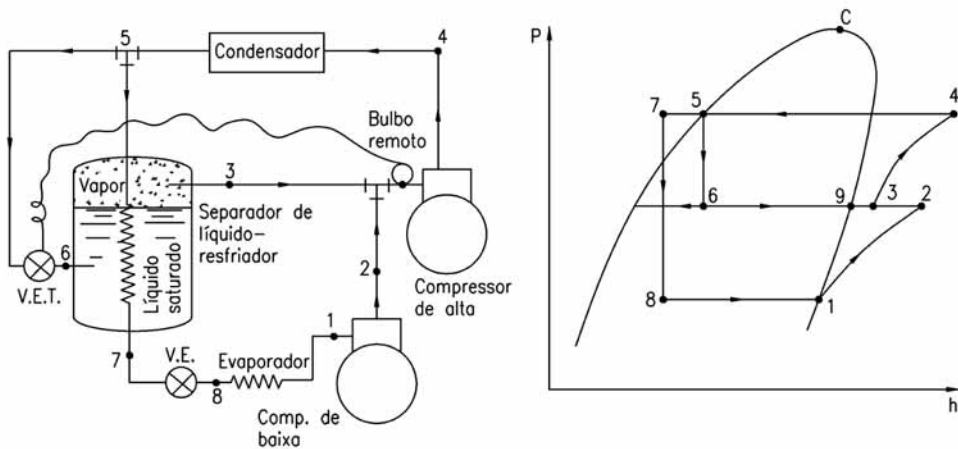 5
Condensador
4
Bulbo
remoto
Vapor
3
Separador de
líquido-
resfriador
6
V.E.T.
Líquido
saturado
2
Compressor
de alta
1
7
V.E.
Evaporador
8
Comp. de
baixa
P
C
7
5
4
6
9
3
2
8
1
h